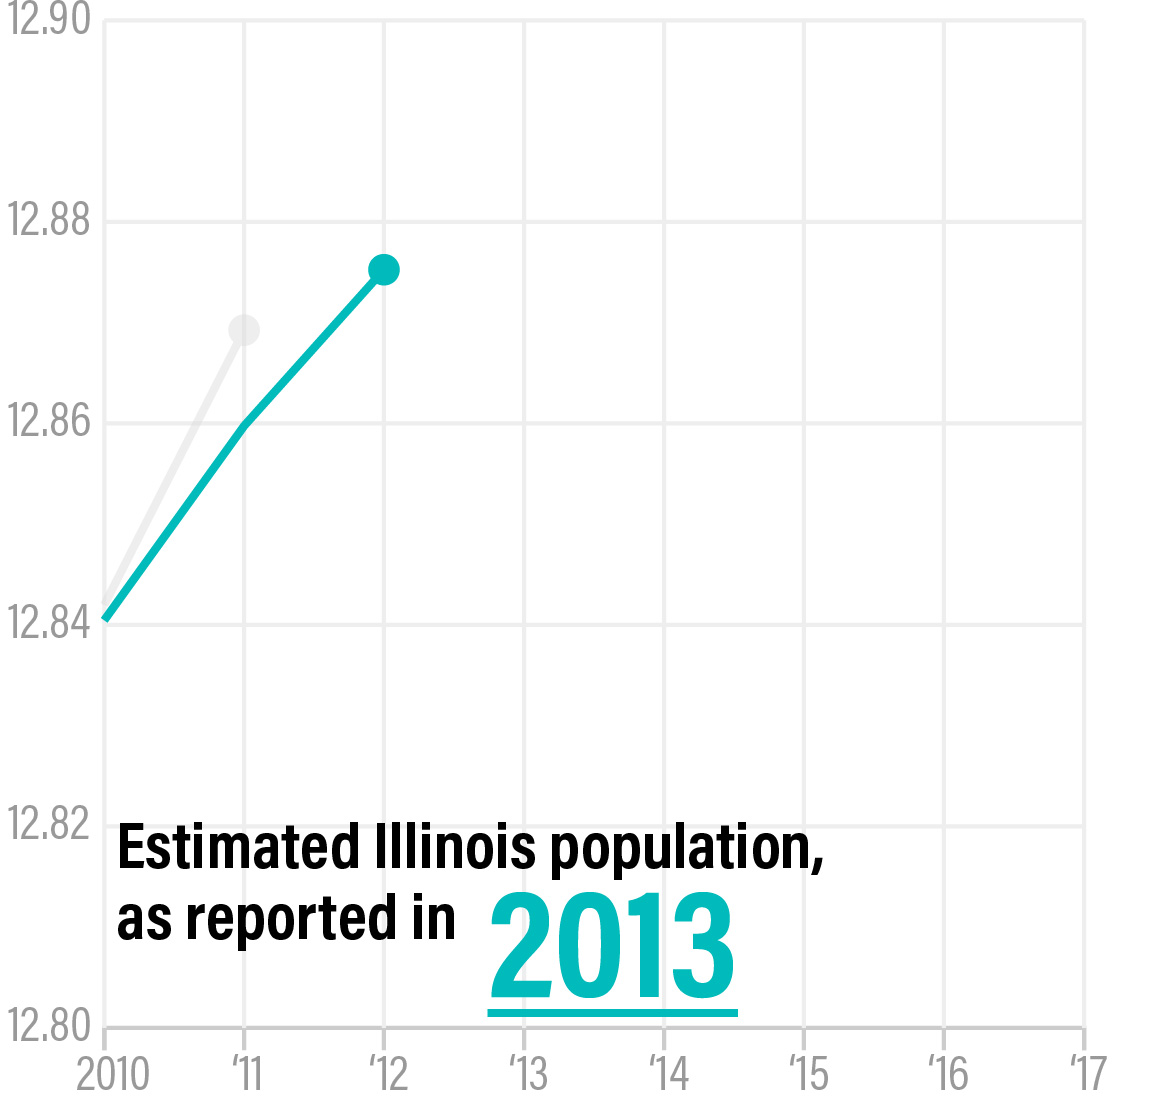 12.90
12.88
12.86
12.84
12.82
Estimated Illinois population,
as reported in 2013
12.80
2010 ‘11 ‘12 ‘13 ‘14 ‘15 ‘16 ‘17